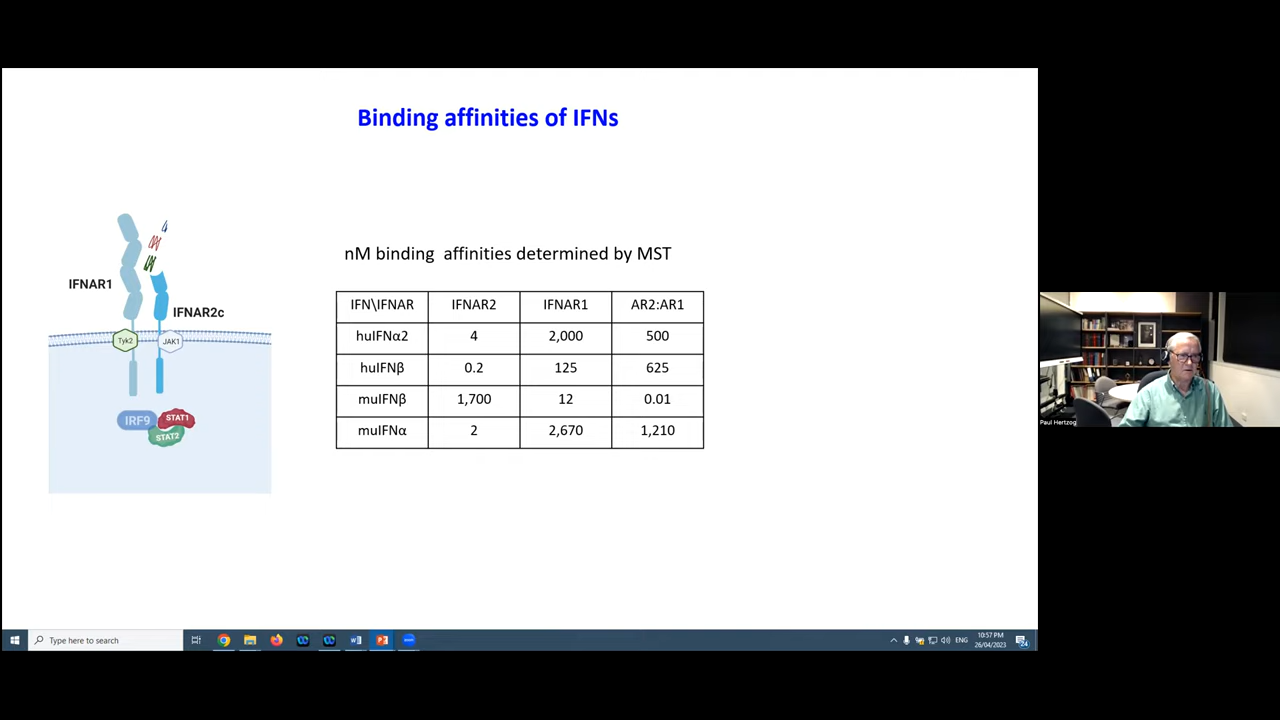 Binding affinities of IFNs
IFNAR1
IFNAR2c
Tyk2
JAK1
IRF9
STAT1
STAT2
nM binding affinities determined by MST
IFN\IFNAR IFNAR2 IFNAR1 AR2:AR1
huIFNα2 4 2,000 500
huIFNβ 0.2 125 625
muIFNβ 1,700 12 0.01
muIFNα 2 2,670 1,210
Paul Hertzog
Type here to search
ENG
10:57 PM
26/04/2023
24